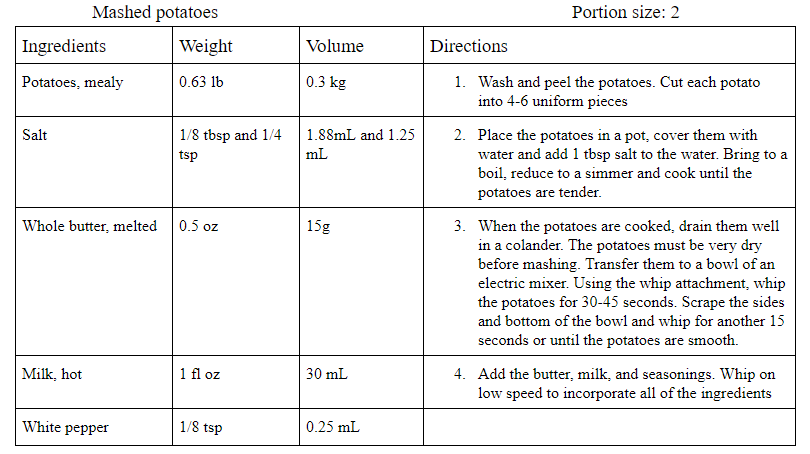 Mashed potatoes Portion size: 2
Ingredients Weight Volume Directions
Potatoes, mealy 0.63 lb 0.3 kg 1. Wash and peel the potatoes. Cut each potato
into 4-6 uniform pieces
Salt 1/8 tbsp and 1/4 1.88mL and 1.25 2. Place the potatoes in a pot, cover them with
tsp mL water and add 1 tbsp salt to the water. Bring to a
boil, reduce to a simmer and cook until the
potatoes are tender.
Whole butter, melted 0.5 oz 15g 3. When the potatoes are cooked, drain them well
in a colander. The potatoes must be very dry
before mashing. Transfer them to a bowl of an
electric mixer. Using the whip attachment, whip
the potatoes for 30-45 seconds. Scrape the sides
and bottom of the bowl and whip for another 15
seconds or until the potatoes are smooth.
Milk, hot 1 fl oz 30 mL 4. Add the butter, milk, and seasonings. Whip on
low speed to incorporate all of the ingredients
White pepper 1/8 tsp 0.25 mL